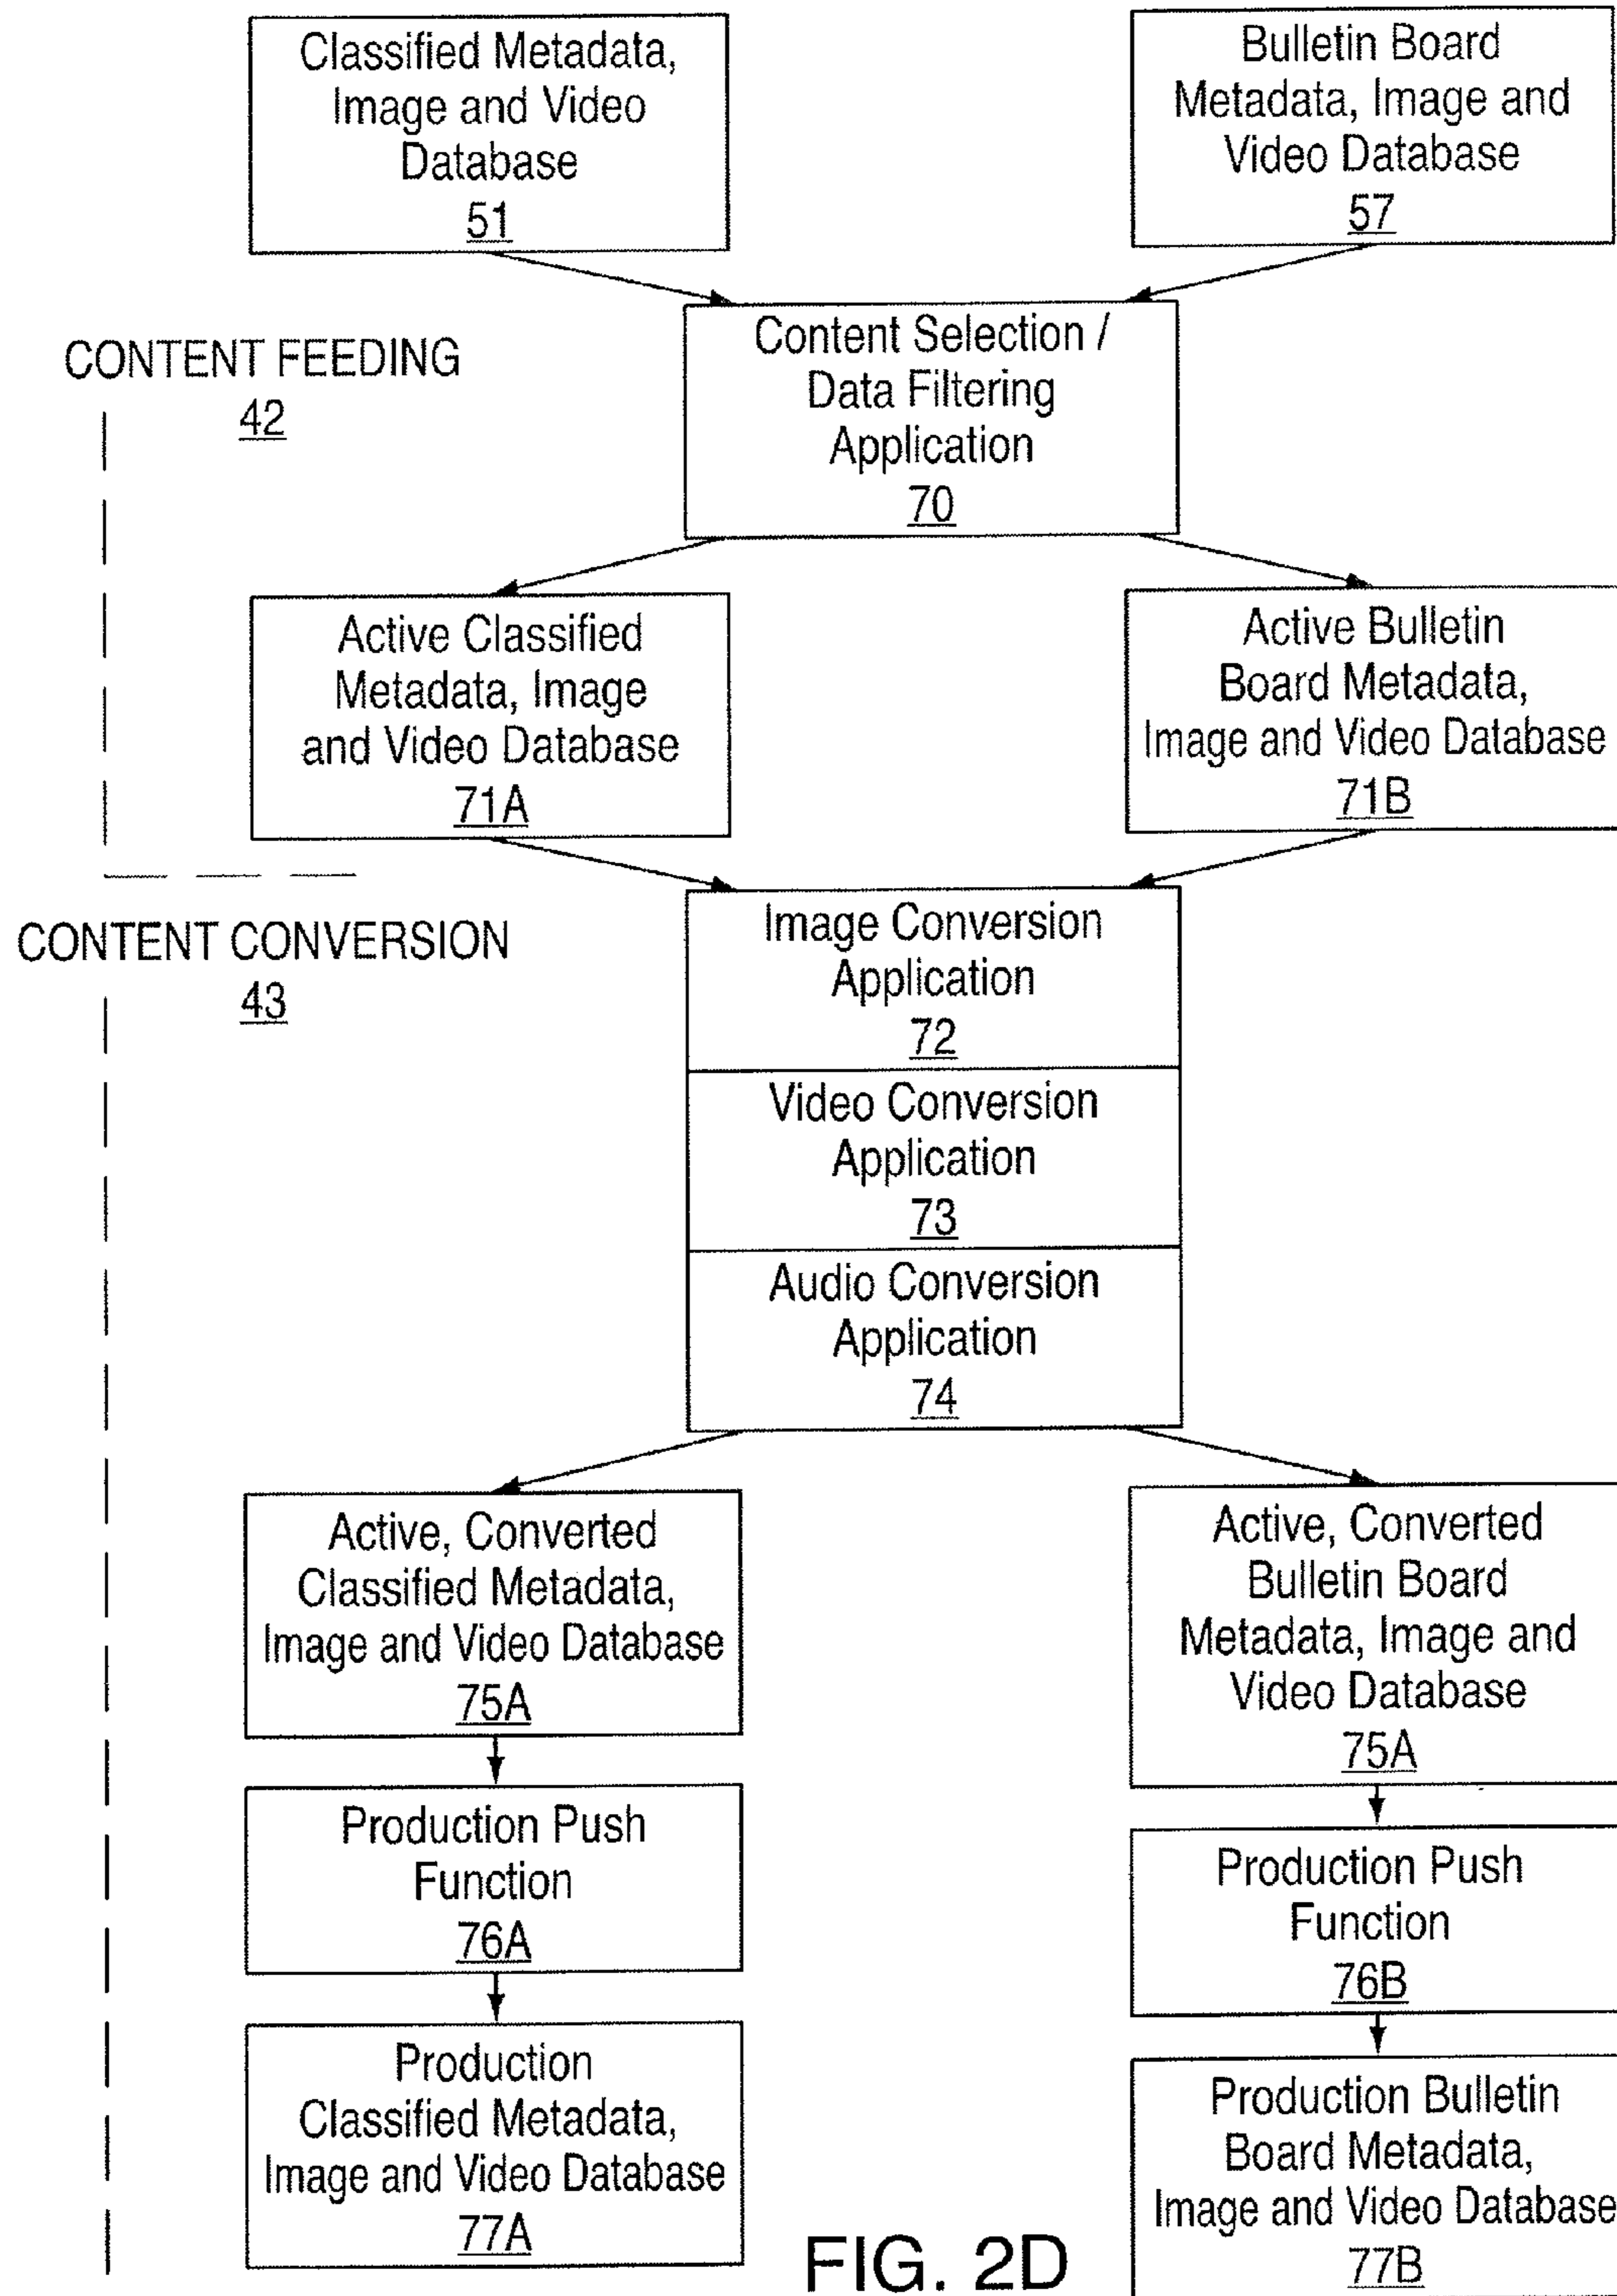 Classified Metadata,
Image and Video
Database
51
Bulletin Board
Metadata, Image and
Video Database
57
CONTENT FEEDING
42
Content Selection /
Data Filtering
Application
70
Active Classified
Metadata, Image
and Video Database
71A
Active Bulletin
Board Metadata,
Image and Video Database
71B
CONTENT CONVERSION
43
Image Conversion
Application
72
Video Conversion
Application
73
Audio Conversion
Application
74
Active, Converted
Classified Metadata,
Image and Video Database
75A
Active, Converted
Bulletin Board
Metadata, Image and
Video Database
75A
Production Push
Function
76A
Production Push
Function
76B
Production
Classified Metadata,
Image and Video Database
77A
Production Bulletin
Board Metadata,
Image and Video Database
77B
FIG. 2D